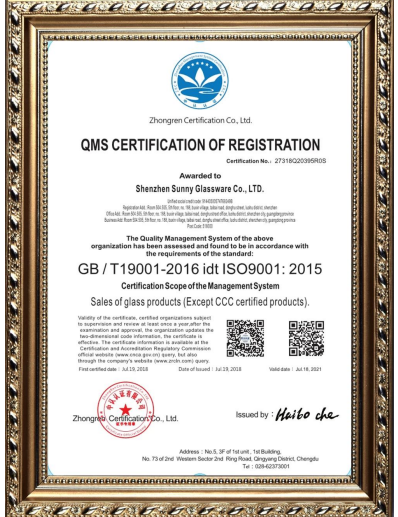 Zhongren Certification Co., Ltd.
QMS CERTIFICATION OF REGISTRATION
Certification No.: 27318Q20395R0S
Awarded to
Shenzhen Sunny Glassware Co., LTD.
The Quality Management System of the above
organization has been assessed and found to be in accordance with
the requirements of the standard:
GB / T19001-2016 idt ISO9001: 2015
Certification Scope of the Management System
Sales of glass products (Except CCC certified products).
Validity of the certificate, certified organizations subject
to supervision and review at least once a year,after the
examination and approval, the organization updates the
two-dimensional code information, the certificate is
effective. The certificate information is available at the
Certification and Accreditation Regulatory Commission
official website (www.cnca.gov.cn) query, but also
through the company's website (www.zrcln.com) query.
First certified date : Jul.19, 2018 Date of Issued : Jul.19, 2018 Valid date : Jul.18, 2021
Zhongren Certification Co., Ltd.
Issued by : Haibo che
Address : No.5, 3F of 1st unit , 1st Building,
No. 73 of 2nd Western Sector 2nd Ring Road, Qingyang District, Chengdu
Tel : 028-62373001